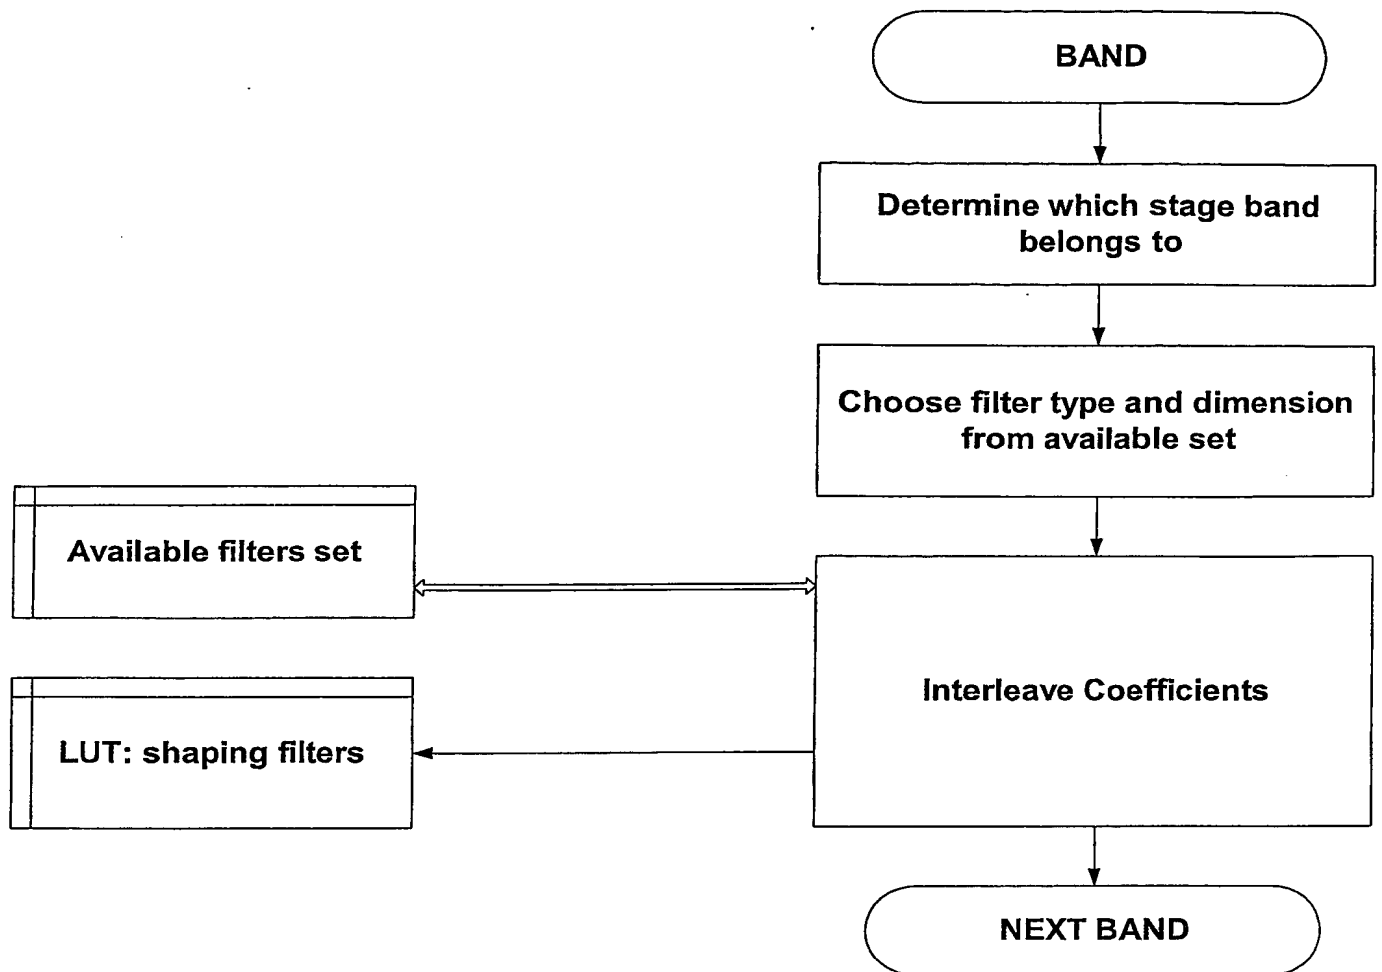 BAND
Determine which stage band
belongs to
Choose filter type and dimension
from available set
Available filters set
Interleave Coefficients
LUT: shaping filters
NEXT BAND